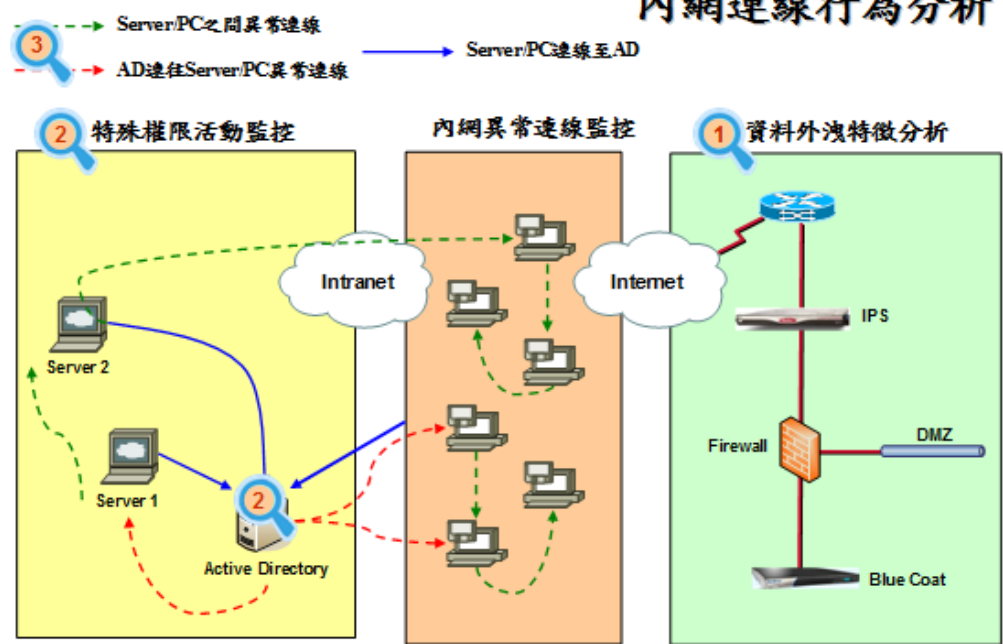 內網連線行為分析
3
Server/PC之間異常連線
AD連往Server/PC異常連線
Server/PC連線至AD
2 特殊權限活動監控
內網異常連線監控
1 資料外洩特徵分析
Intranet
Internet
Server 2
Server 1
2
Active Directory
IPS
Firewall
DMZ
Blue Coat